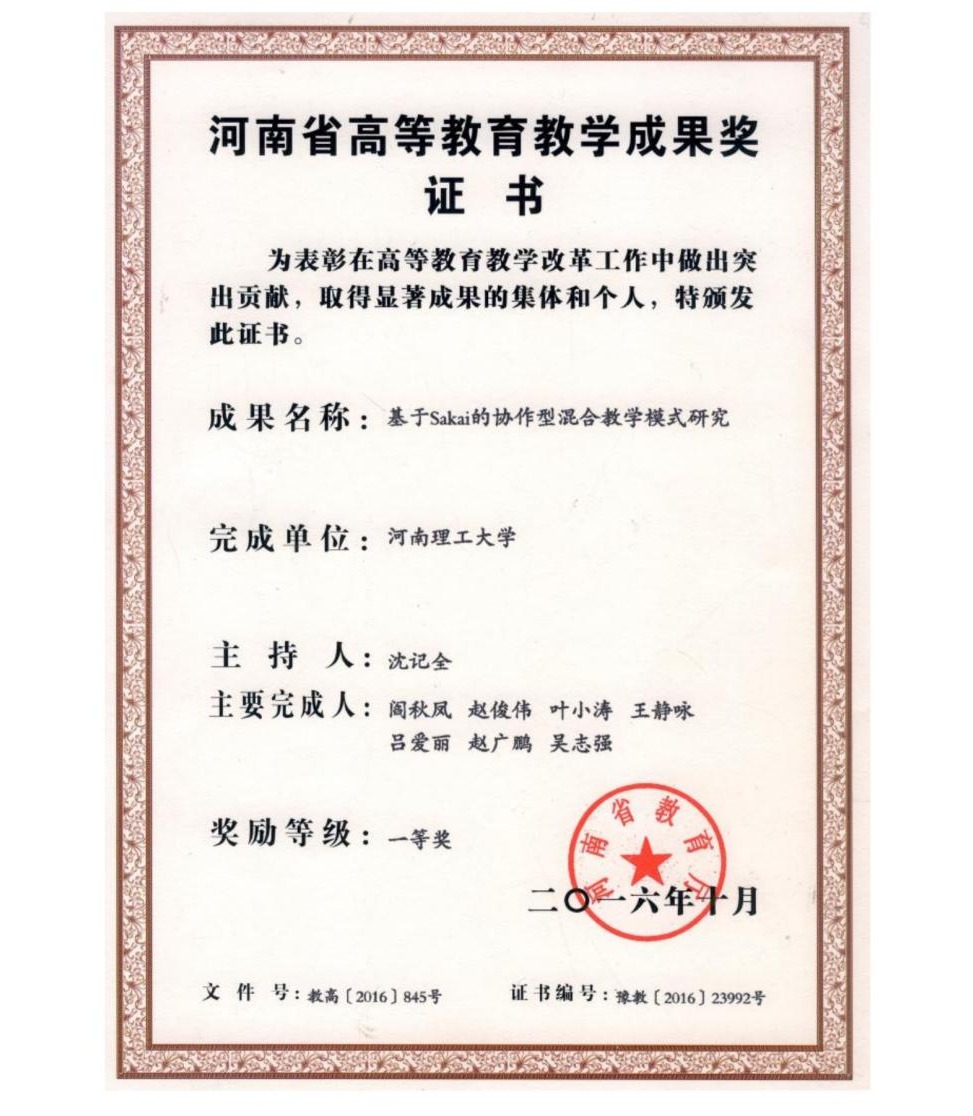 河南省高等教育教学成果奖
证 书
为表彰在高等教育教学改革工作中做出突
出贡献，取得显著成果的集体和个人，特颁发
此证书。
成果名称：基于Sakai的协作型混合教学模式研究
完成单位：河南理工大学
主 持 人：沈记全
主要完成人：阎秋凤 赵俊伟 叶小涛 王静咏
吕爱丽 赵广鹏 吴志强
奖励等级：一等奖
河南省教育厅
二〇一六年十月
文 件 号：教高〔2016〕845号 证书编号：豫教〔2016〕23992号